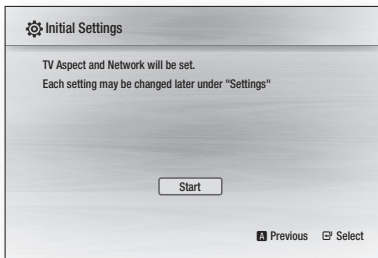 Initial Settings
TV Aspect and Network will be set.
Each setting may be changed later under "Settings"
Start
A Previous Select